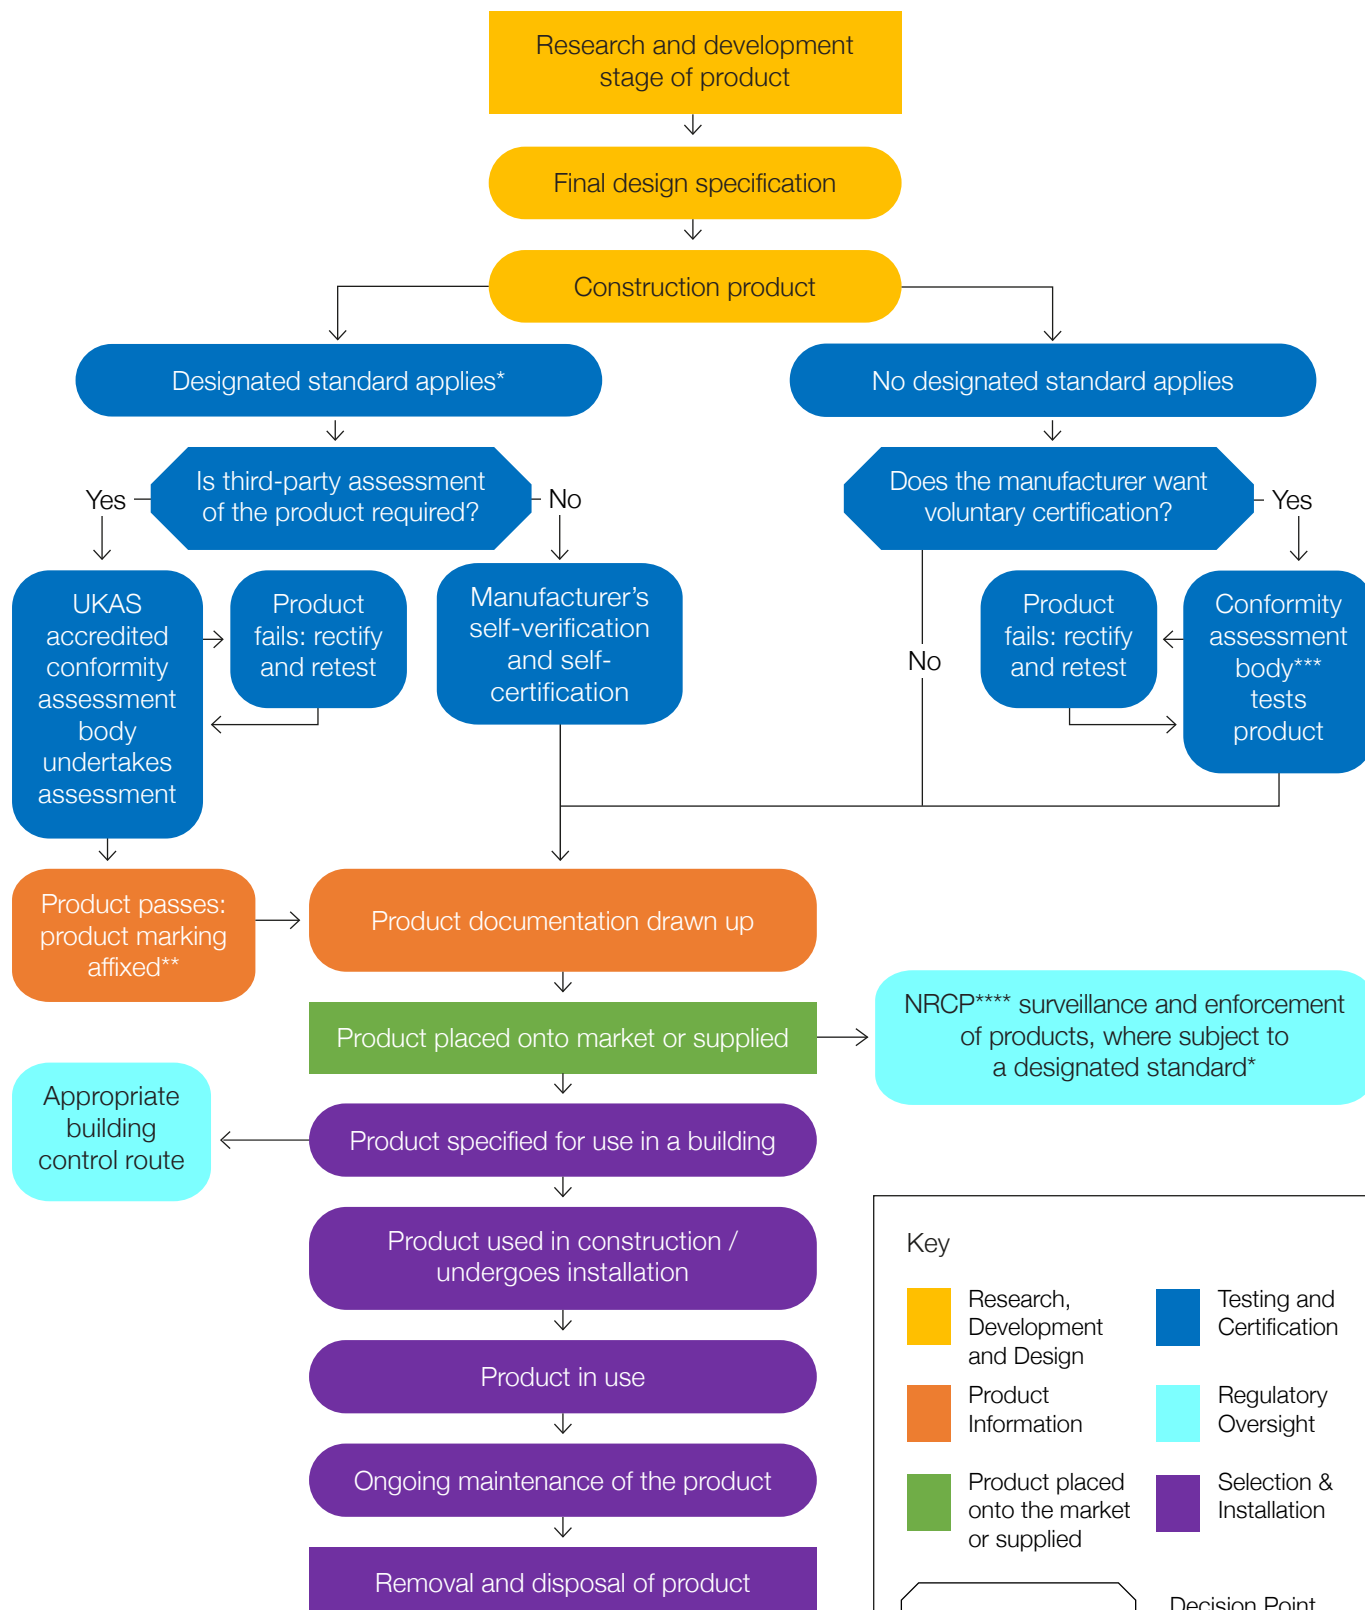 Research and development
stage of product
Final design specification
Construction product
Designated standard applies*
No designated standard applies
Is third-party assessment
of the product required?
Yes
No
Does the manufacturer want
voluntary certification?
Yes
No
UKAS
accredited
conformity
assessment
body
undertakes
assessment
Product
fails: rectify
and retest
Manufacturer’s
self-verification
and self-
certification
Product
fails: rectify
and retest
Conformity
assessment
body***
tests
product
Product passes:
product marking
affixed**
Product documentation drawn up
Product placed onto market or supplied
NRCP**** surveillance and enforcement
of products, where subject to
a designated standard*
Appropriate
building
control route
Product specified for use in a building
Product used in construction /
undergoes installation
Product in use
Ongoing maintenance of the product
Removal and disposal of product
Key
Research,
Development
and Design
Testing and
Certification
Product
Information
Regulatory
Oversight
Product placed
onto the market
or supplied
Selection &
Installation
Decision Point